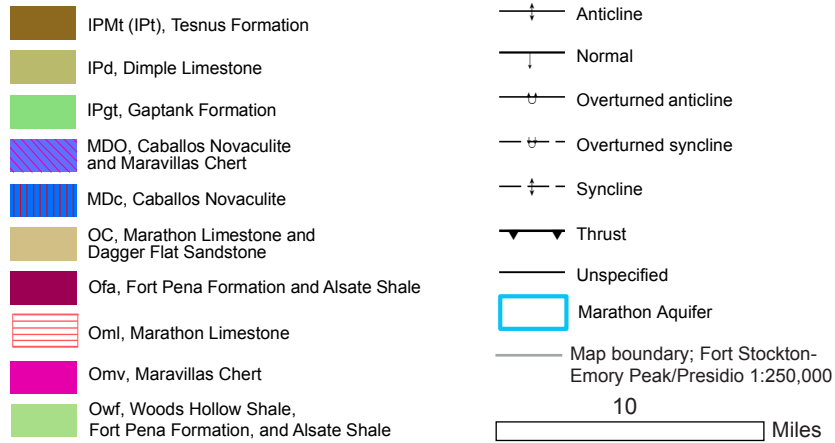 IPMt (IPt), Tesnus Formation
IPd, Dimple Limestone
IPgt, Gaptank Formation
MDO, Caballos Novaculite
and Maravillas Chert
MDc, Caballos Novaculite
OC, Marathon Limestone and
Dagger Flat Sandstone
Ofa, Fort Pena Formation and Alsate Shale
Oml, Marathon Limestone
Omv, Maravillas Chert
Owf, Woods Hollow Shale,
Fort Pena Formation, and Alsate Shale
Anticline
Normal
Overturned anticline
Overturned syncline
Syncline
Thrust
Unspecified
Marathon Aquifer
Map boundary; Fort Stockton-
Emory Peak/Presidio 1:250,000
10
Miles